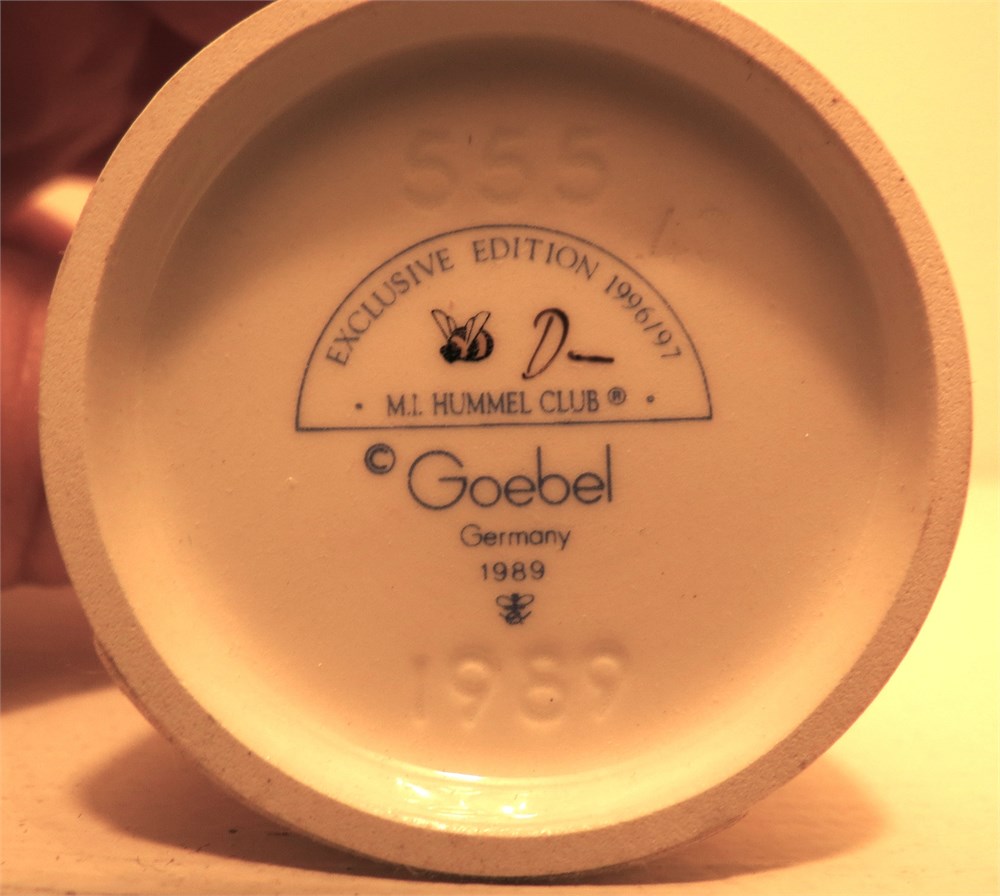 555
EXCLUSIVE EDITION 1996/97
D
· M.I. HUMMEL CLUB® ·
© Goebel
Germany
1989
1989